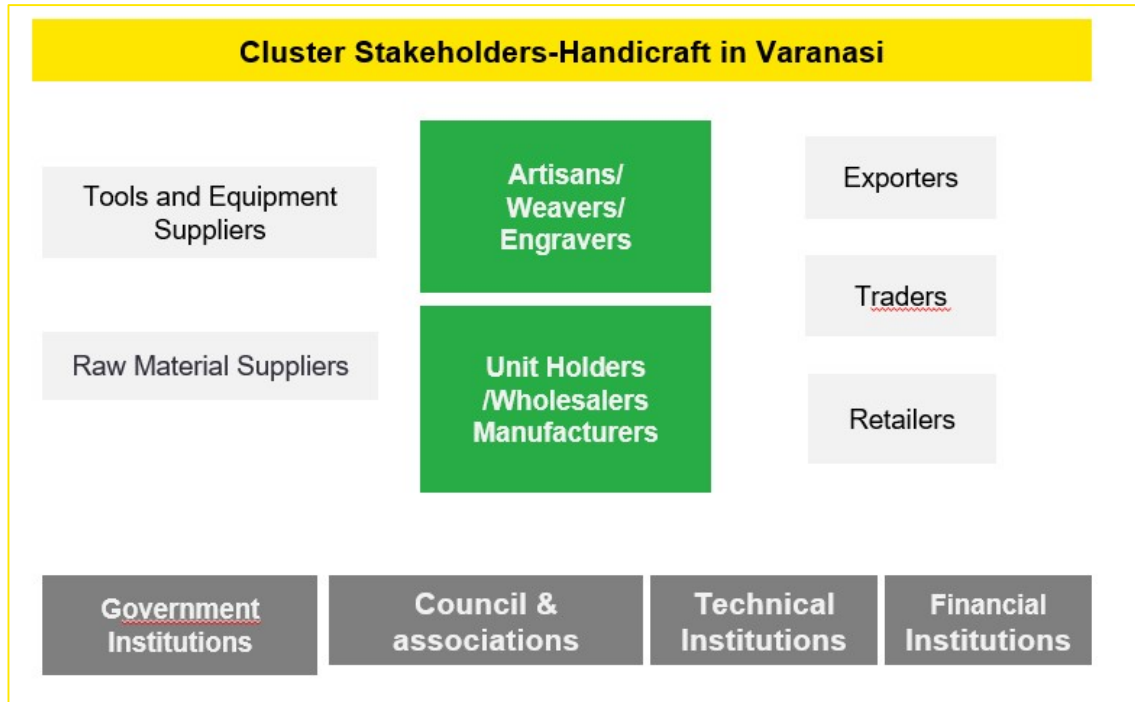 Cluster Stakeholders-Handicraft in Varanasi
Tools and Equipment
Suppliers
Raw Material Suppliers
Artisans/
Weavers/
Engravers
Unit Holders
/Wholesalers
Manufacturers
Exporters
Traders
Retailers
Government
Institutions
Council &
associations
Technical
Institutions
Financial
Institutions